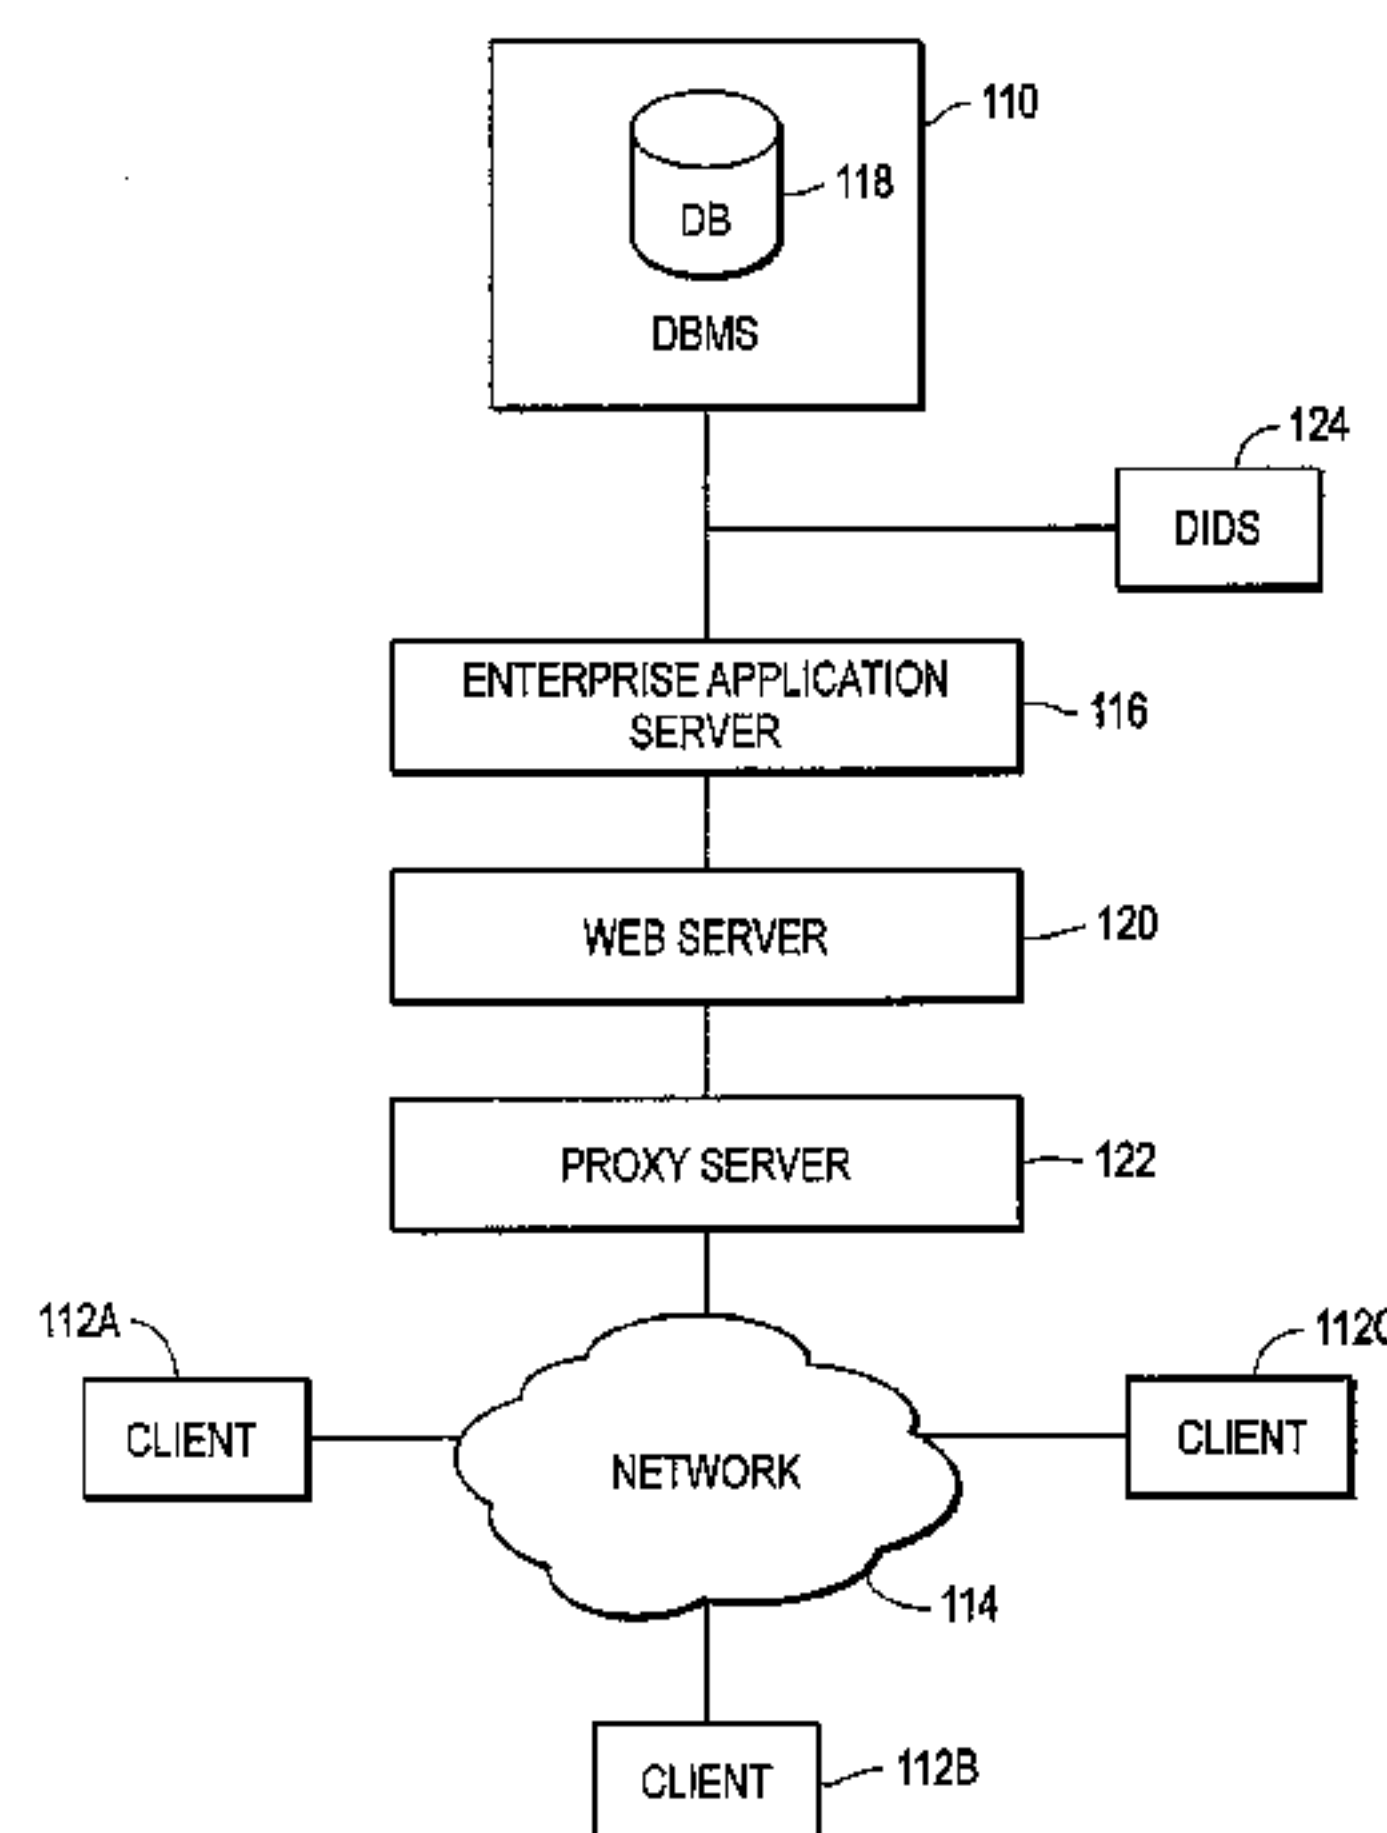 110
118
DB
DBMS
124
DIDS
ENTERPRISE APPLICATION
SERVER
116
WEB SERVER
120
PROXY SERVER
122
112A
112C
CLIENT
CLIENT
NETWORK
114
CLIENT
112B